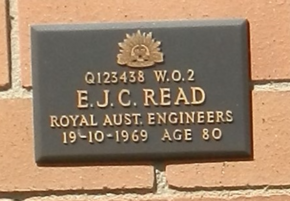 Q123438 W.O.2
E.J.C. READ
ROYAL AUST. ENGINEERS
19-10-1969 AGE 80